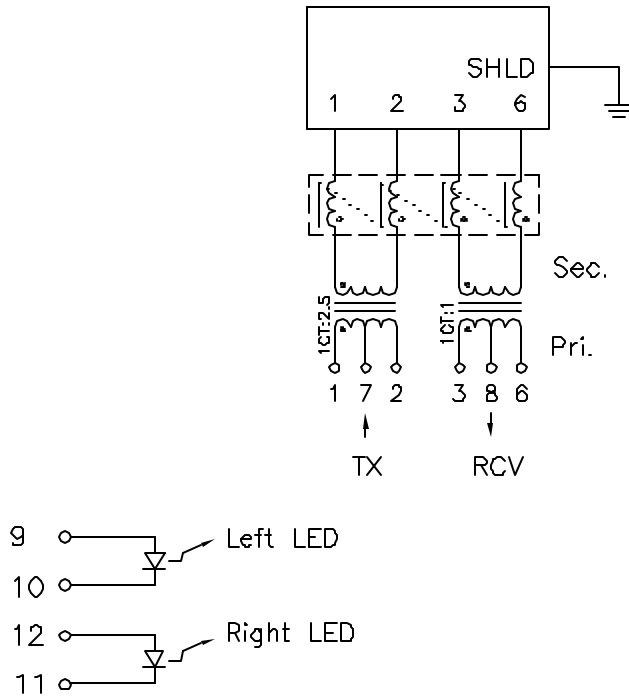 SHLD
1 2 3 6
Sec.
1CT:2.5
1CT:1
Pri.
1 7 2 3 8 6
TX RCV
9
Left LED
10
12
Right LED
11